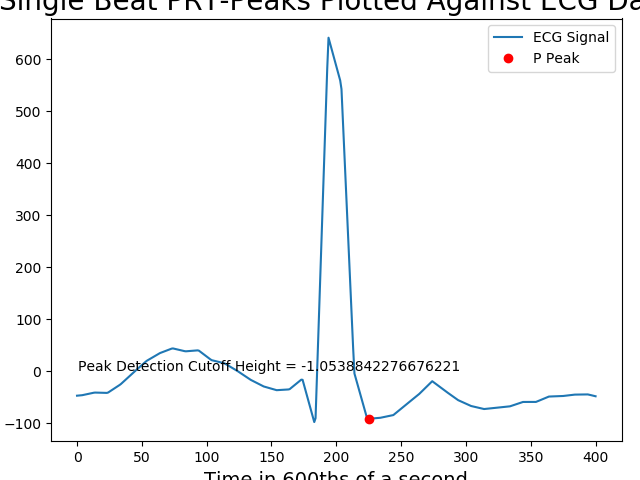 Single Beat PRT-Peaks Plotted Against ECG Da
ECG Signal
P Peak
600
500
400
300
200
100
0
−100
Peak Detection Cutoff Height = -1.0538842276676221
0 50 100 150 200 250 300 350 400
Time in 600ths of a second